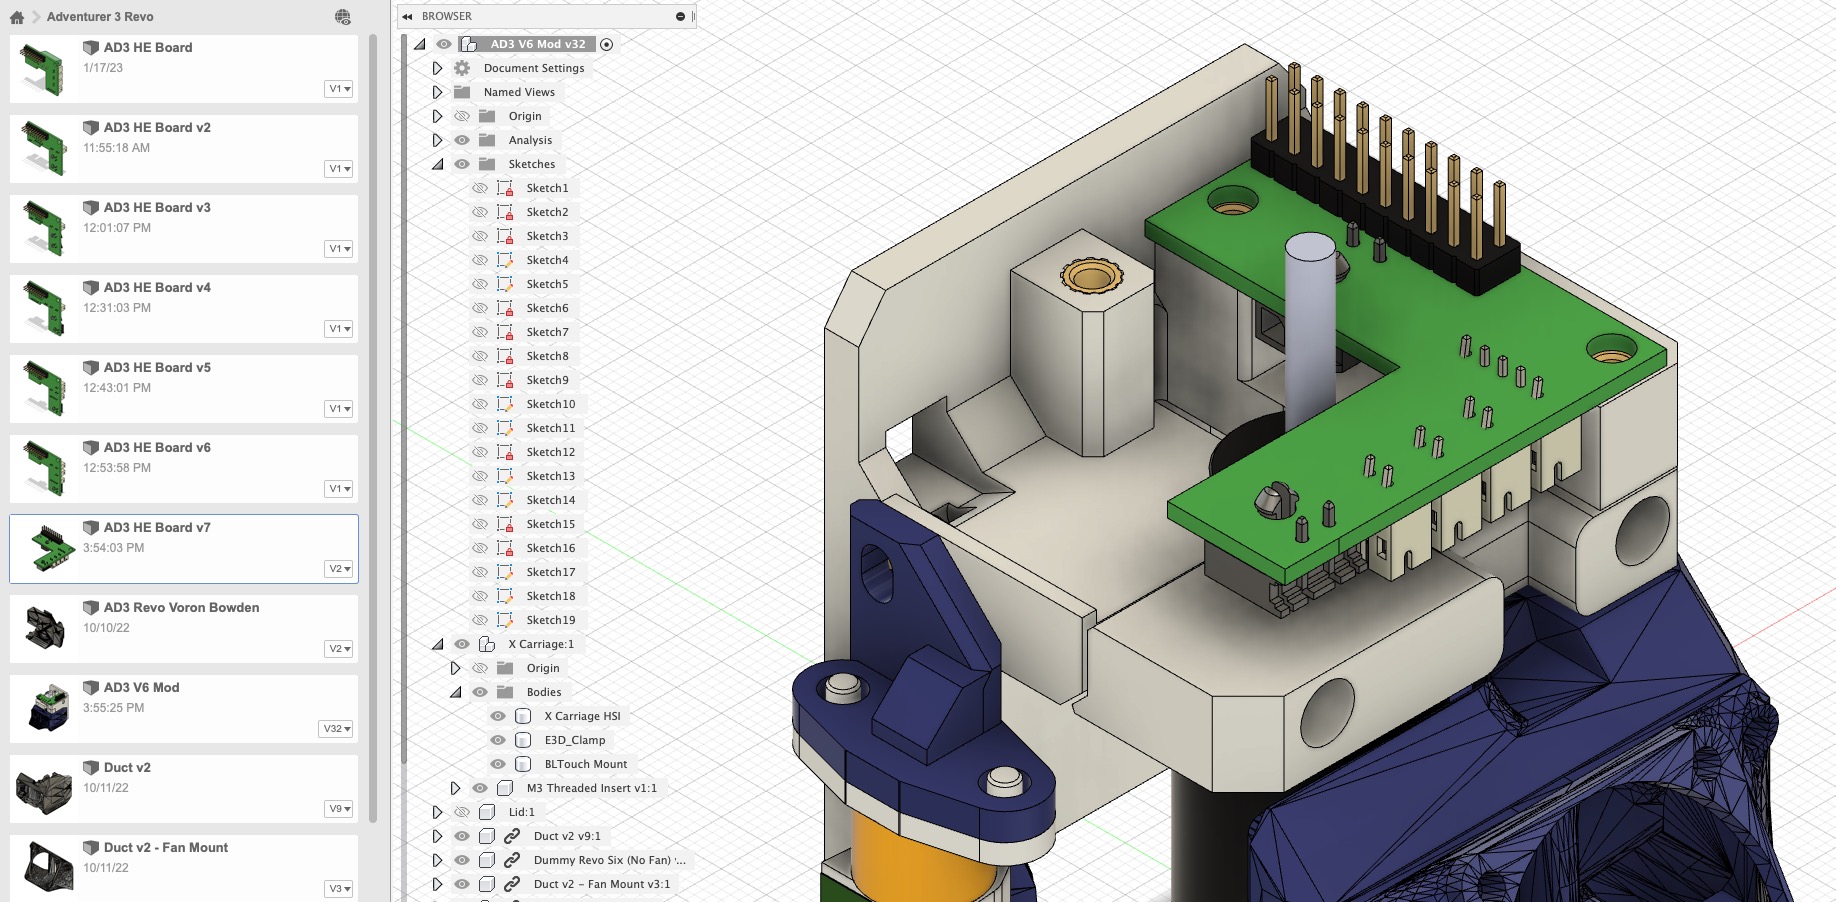 Adventurer 3 Revo
AD3 HE Board
1/17/23
V1
AD3 HE Board v2
11:55:18 AM
V1
AD3 HE Board v3
12:01:07 PM
V1
AD3 HE Board v4
12:31:03 PM
V1
AD3 HE Board v5
12:43:01 PM
V1
AD3 HE Board v6
12:53:58 PM
V1
AD3 HE Board v7
3:54:03 PM
V2
AD3 Revo Voron Bowden
10/10/22
V2
AD3 V6 Mod
3:55:25 PM
V32
Duct v2
10/11/22
V9
Duct v2 - Fan Mount
10/11/22
V3
BROWSER
AD3 V6 Mod v32
Document Settings
Named Views
Origin
Analysis
Sketches
Sketch1
Sketch2
Sketch3
Sketch4
Sketch5
Sketch6
Sketch7
Sketch8
Sketch9
Sketch10
Sketch11
Sketch12
Sketch13
Sketch14
Sketch15
Sketch16
Sketch17
Sketch18
Sketch19
X Carriage:1
Origin
Bodies
X Carriage HSI
E3D_Clamp
BLTouch Mount
M3 Threaded Insert v1:1
Lid:1
Duct v2 v9:1
Dummy Revo Six (No Fan) ...
Duct v2 - Fan Mount v3:1